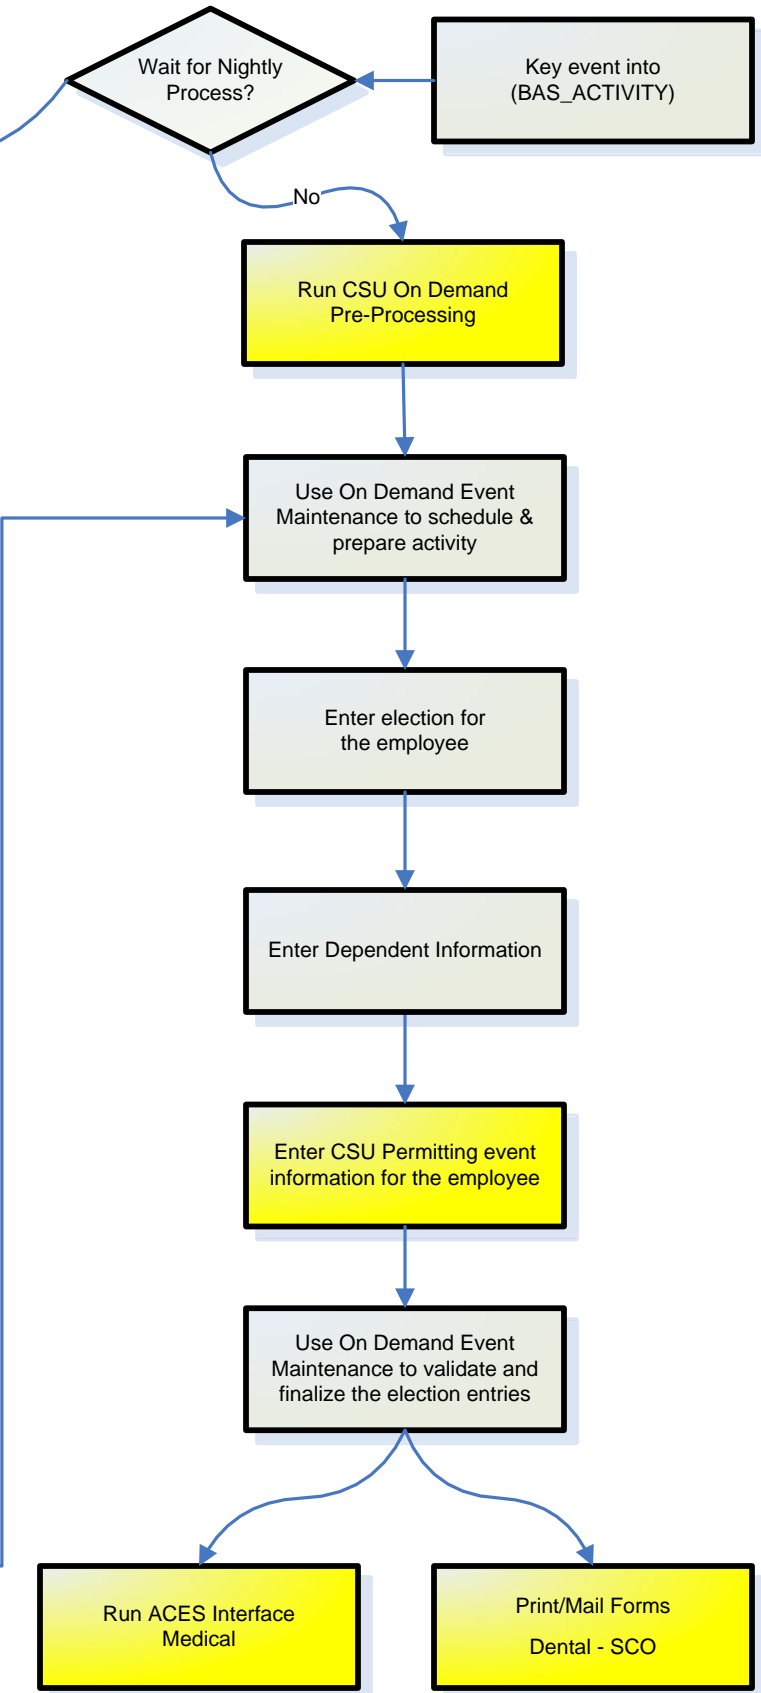 Wait for Nightly
Process?
Key event into
(BAS_ACTIVITY)
No
Run CSU On Demand
Pre-Processing
Use On Demand Event
Maintenance to schedule &
prepare activity
Enter election for
the employee
Enter Dependent Information
Enter CSU Permitting event
information for the employee
Use On Demand Event
Maintenance to validate and
finalize the election entries
Run ACES Interface
Medical
Print/Mail Forms
Dental - SCO